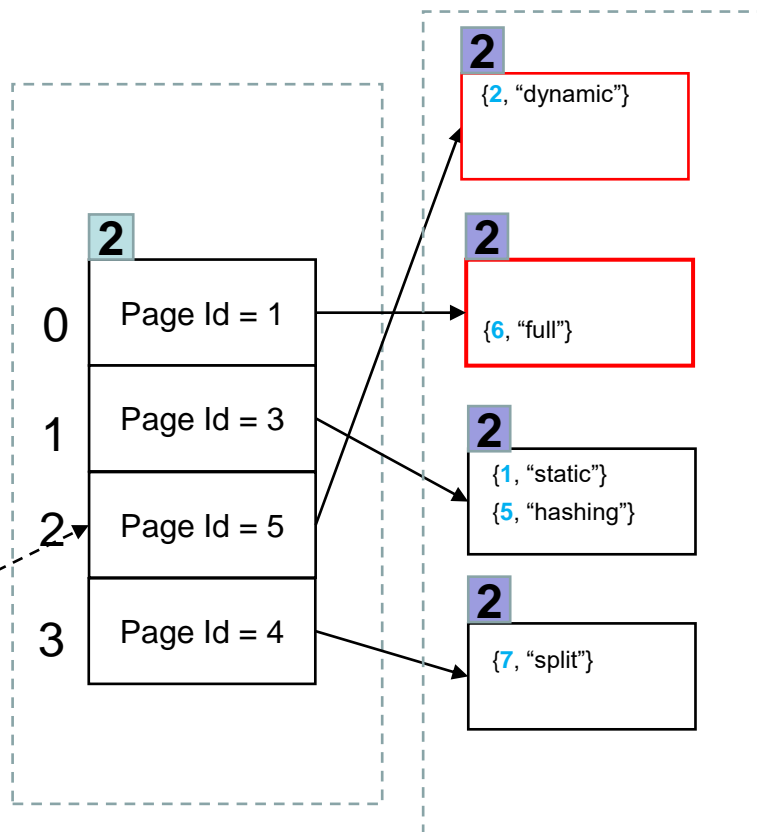 2
0
Page Id = 1
1
Page Id = 3
2
Page Id = 5
3
Page Id = 4
2
{2, “dynamic”}
2
{6, “full”}
2
{1, “static”}
{5, “hashing”}
2
{7, “split”}